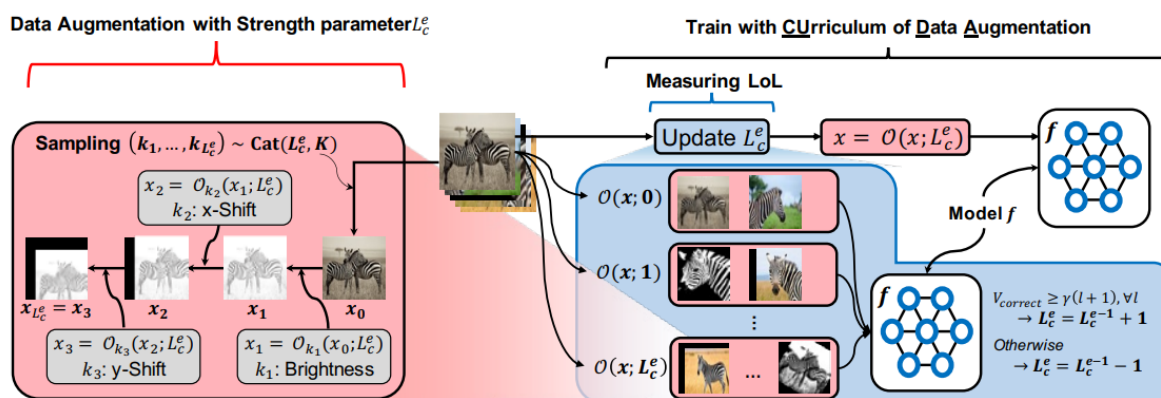 Data Augmentation with Strength parameter L_c^e
Sampling (k_1, ..., k_{L_c^e}) ~ Cat(L_c^e, K)
x_2 = O_{k_2}(x_1; L_c^e)
k_2: x-Shift
x_{L_c^e} = x_3
x_2
x_1
x_0
x_3 = O_{k_3}(x_2; L_c^e)
k_3: y-Shift
x_1 = O_{k_1}(x_0; L_c^e)
k_1: Brightness
Train with CUrriculum of Data Augmentation
Measuring LoL
Update L_c^e
x = O(x; L_c^e)
f
Model f
O(x; 0)
O(x; 1)
⋮
O(x; L_c^e)
...
f
V_correct ≥ γ(l + 1), ∀l
→ L_c^e = L_c^{e-1} + 1
Otherwise
→ L_c^e = L_c^{e-1} − 1